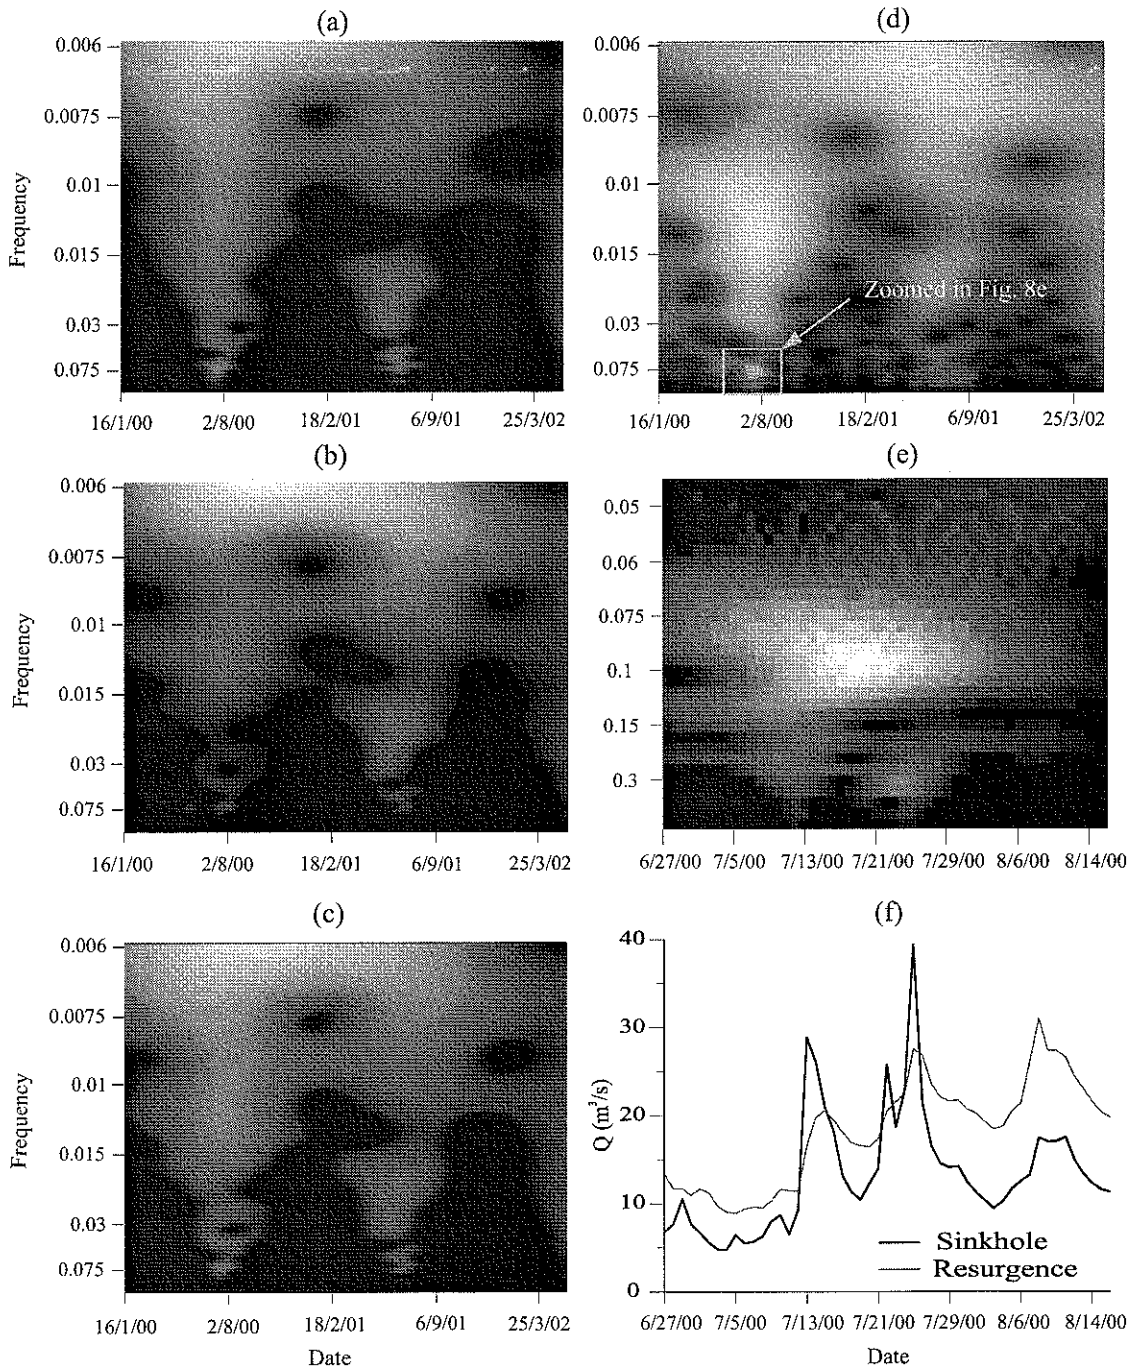 (a)
0.006
0.0075
0.01
0.015
0.03
0.075
Frequency
16/1/00 2/8/00 18/2/01 6/9/01 25/3/02
(b)
0.006
0.0075
0.01
0.015
0.03
0.075
Frequency
16/1/00 2/8/00 18/2/01 6/9/01 25/3/02
(c)
0.006
0.0075
0.01
0.015
0.03
0.075
Frequency
16/1/00 2/8/00 18/2/01 6/9/01 25/3/02
Date
(d)
0.006
0.0075
0.01
0.015
0.03
0.075
Zoomed in Fig. 8e
16/1/00 2/8/00 18/2/01 6/9/01 25/3/02
(e)
0.05
0.06
0.075
0.1
0.15
0.3
6/27/00 7/5/00 7/13/00 7/21/00 7/29/00 8/6/00 8/14/00
(f)
40
30
20
10
0
Q (m³/s)
Sinkhole
Resurgence
6/27/00 7/5/00 7/13/00 7/21/00 7/29/00 8/6/00 8/14/00
Date